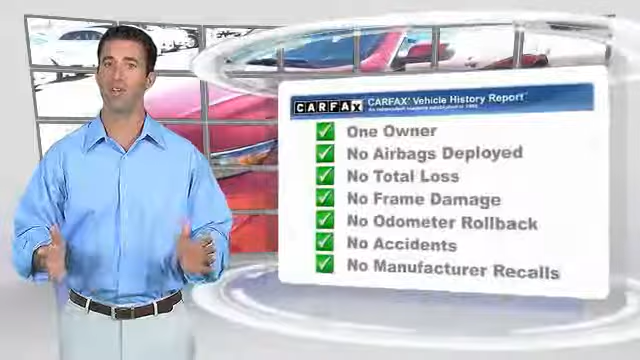 CARFAX CARFAX® Vehicle History Report™
One Owner
No Airbags Deployed
No Total Loss
No Frame Damage
No Odometer Rollback
No Accidents
No Manufacturer Recalls